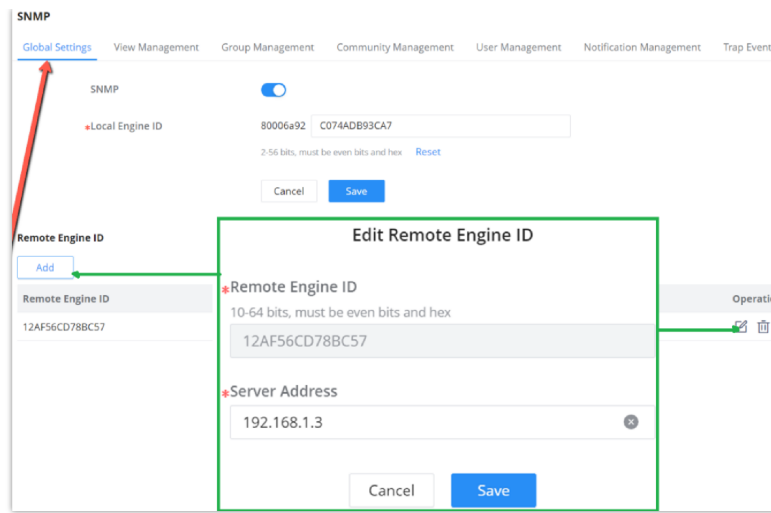 SNMP
Global Settings View Management Group Management Community Management User Management Notification Management Trap Event
SNMP
*Local Engine ID 80006a92 C074ADB93CA7
2-56 bits, must be even bits and hex Reset
Cancel Save
Remote Engine ID
Add
Remote Engine ID Operati
12AF56CD78BC57
Edit Remote Engine ID
*Remote Engine ID
10-64 bits, must be even bits and hex
12AF56CD78BC57
*Server Address
192.168.1.3
Cancel Save